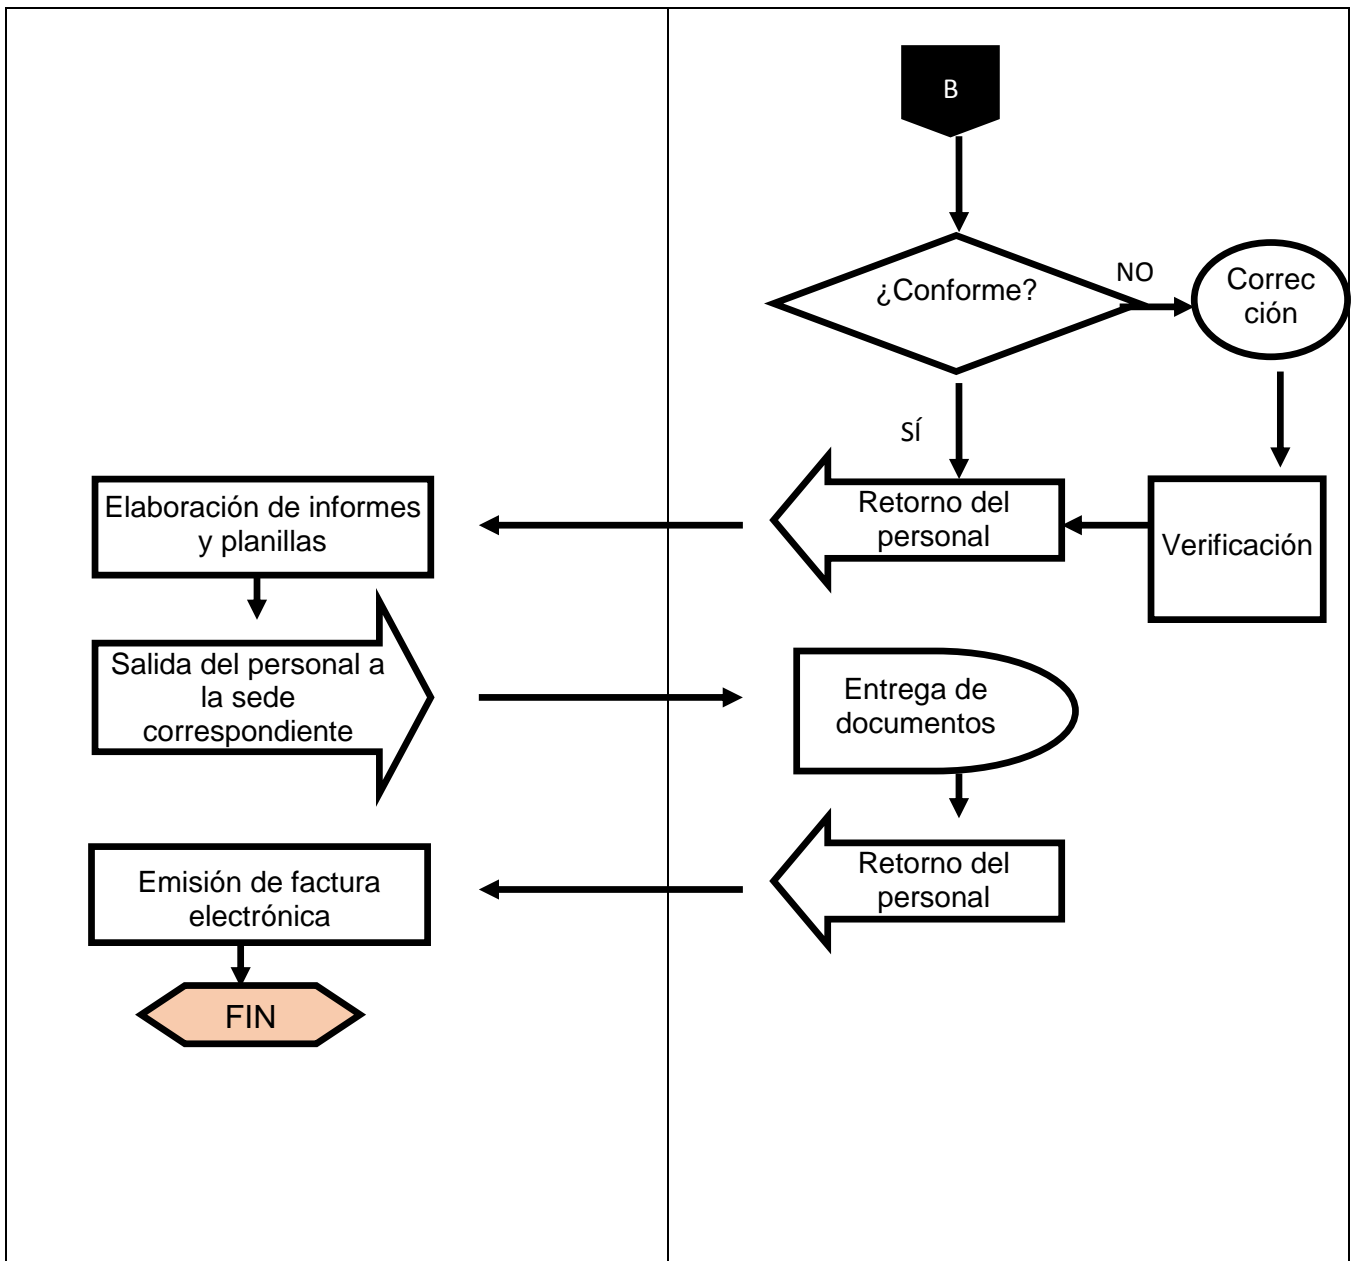 B
¿Conforme?
NO
Correc
ción
SÍ
Retorno del
personal
Verificación
Elaboración de informes
y planillas
Salida del personal a
la sede
correspondiente
Entrega de
documentos
Retorno del
personal
Emisión de factura
electrónica
FIN